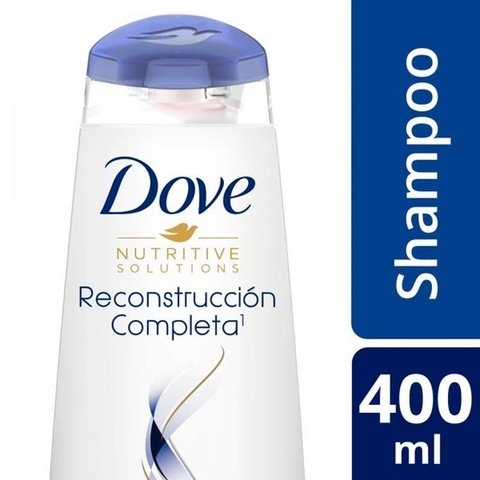 Dove
NUTRITIVE
SOLUTIONS
Reconstrucción
Completa¹
Shampoo
400
ml